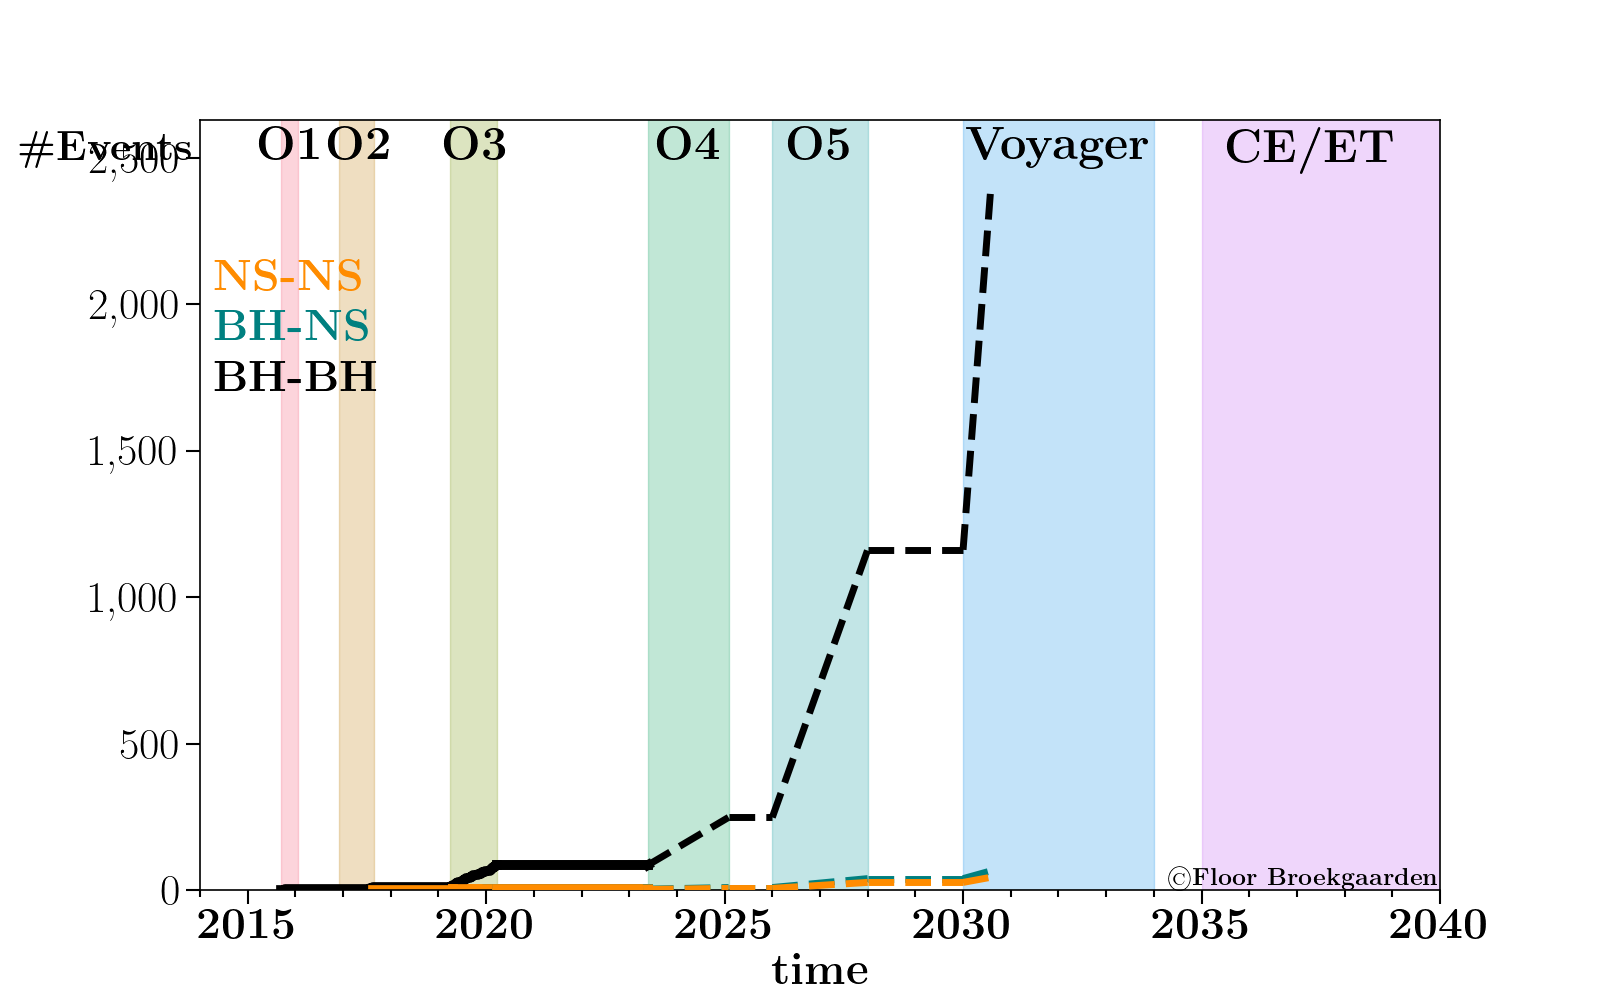 #Events
O1 O2 O3 O4 O5 Voyager CE/ET
2,500
NS-NS
2,000
BH-NS
BH-BH
1,500
1,000
500
0
©Floor Broekgaarden
2015 2020 2025 2030 2035 2040
time